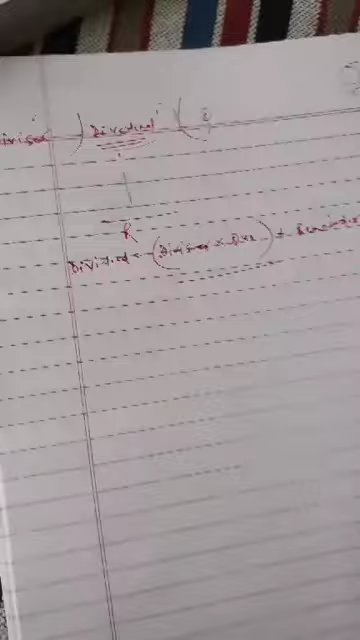 Divisor ) Dividend ( Q
R
Dividend = (Divisor × Quo) + Remainder